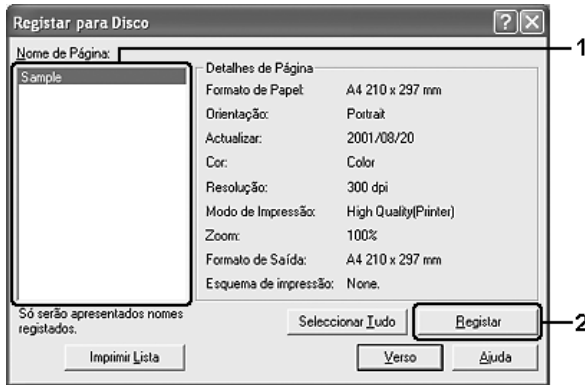 Registar para Disco
Nome de Página:
1
Sample
Detalhes de Página
Formato de Papel: A4 210 x 297 mm
Orientação: Portrait
Actualizar: 2001/08/20
Cor: Color
Resolução: 300 dpi
Modo de Impressão: High Quality(Printer)
Zoom: 100%
Formato de Saída: A4 210 x 297 mm
Esquema de impressão: None.
Só serão apresentados nomes
registados.
Seleccionar Tudo Registar 2
Imprimir Lista Verso Ajuda